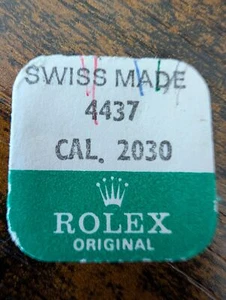 SWISS MADE
4437
CAL. 2030
ROLEX
ORIGINAL